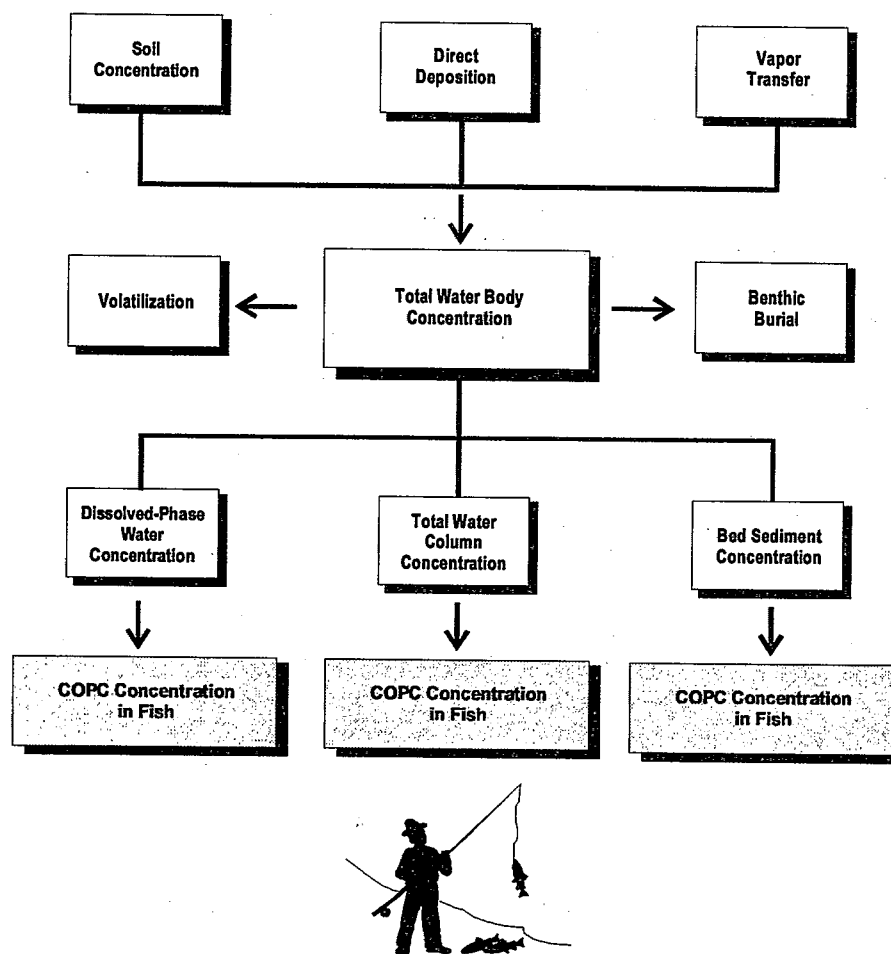 Soil
Concentration
Direct
Deposition
Vapor
Transfer
Volatilization
Total Water Body
Concentration
Benthic
Burial
Dissolved-Phase
Water
Concentration
Total Water
Column
Concentration
Bed Sediment
Concentration
COPC Concentration
in Fish
COPC Concentration
in Fish
COPC Concentration
in Fish